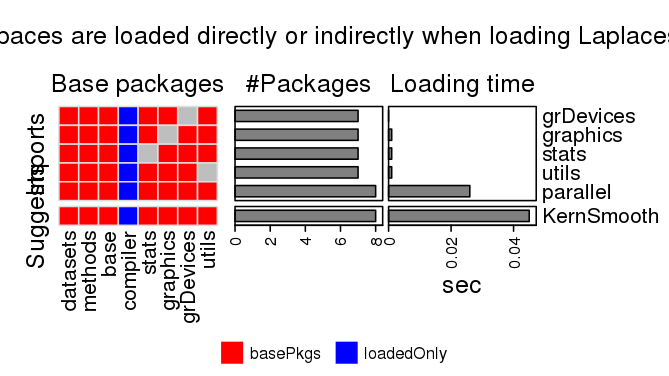 paces are loaded directly or indirectly when loading Laplaces
Base packages #Packages Loading time
Imports
Suggests
grDevices
graphics
stats
utils
parallel
KernSmooth
datasets
methods
base
compiler
stats
graphics
grDevices
utils
0 2 4 6 8
0 0.02 0.04
sec
basePkgs loadedOnly